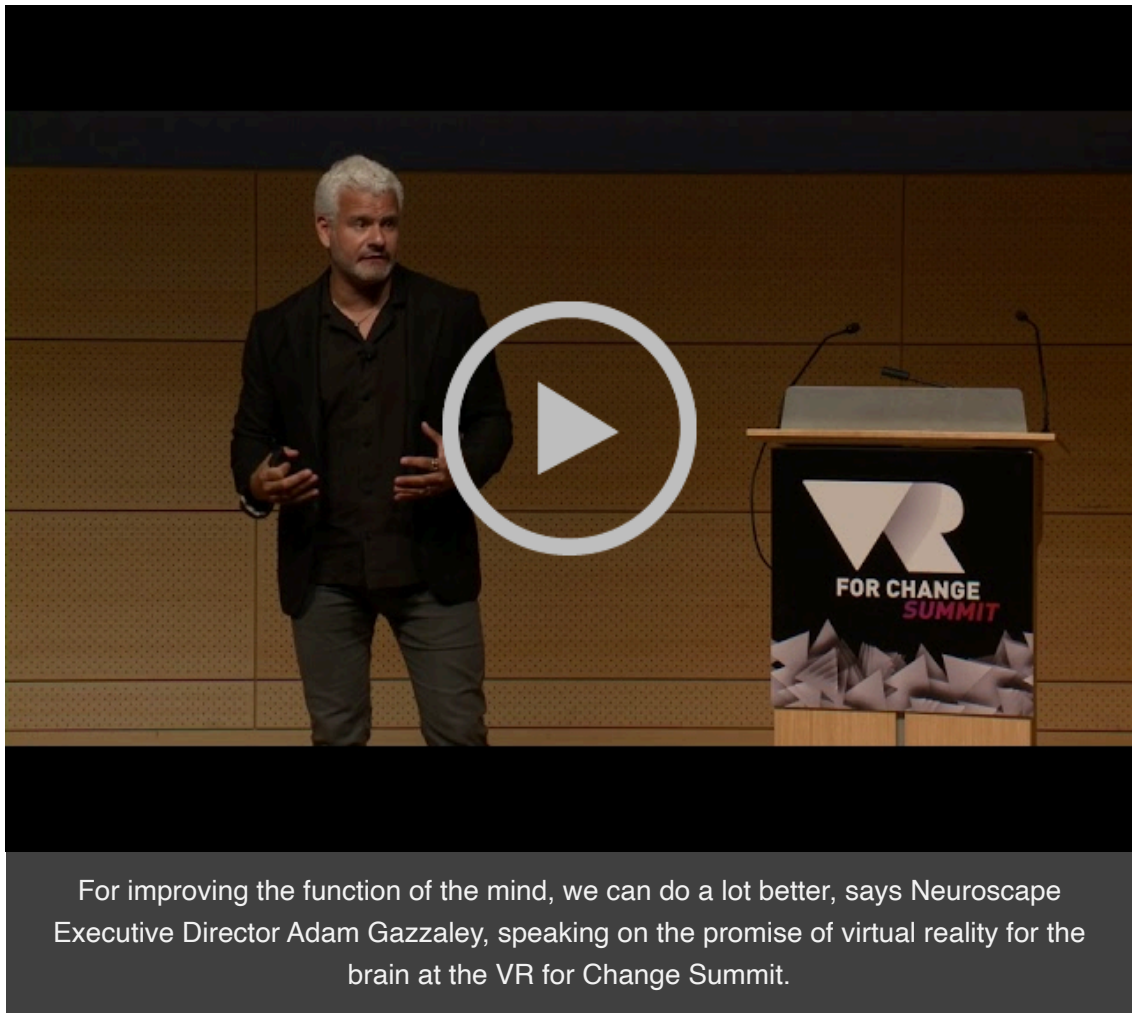 VR
FOR CHANGE
SUMMIT
For improving the function of the mind, we can do a lot better, says Neuroscape
Executive Director Adam Gazzaley, speaking on the promise of virtual reality for the
brain at the VR for Change Summit.